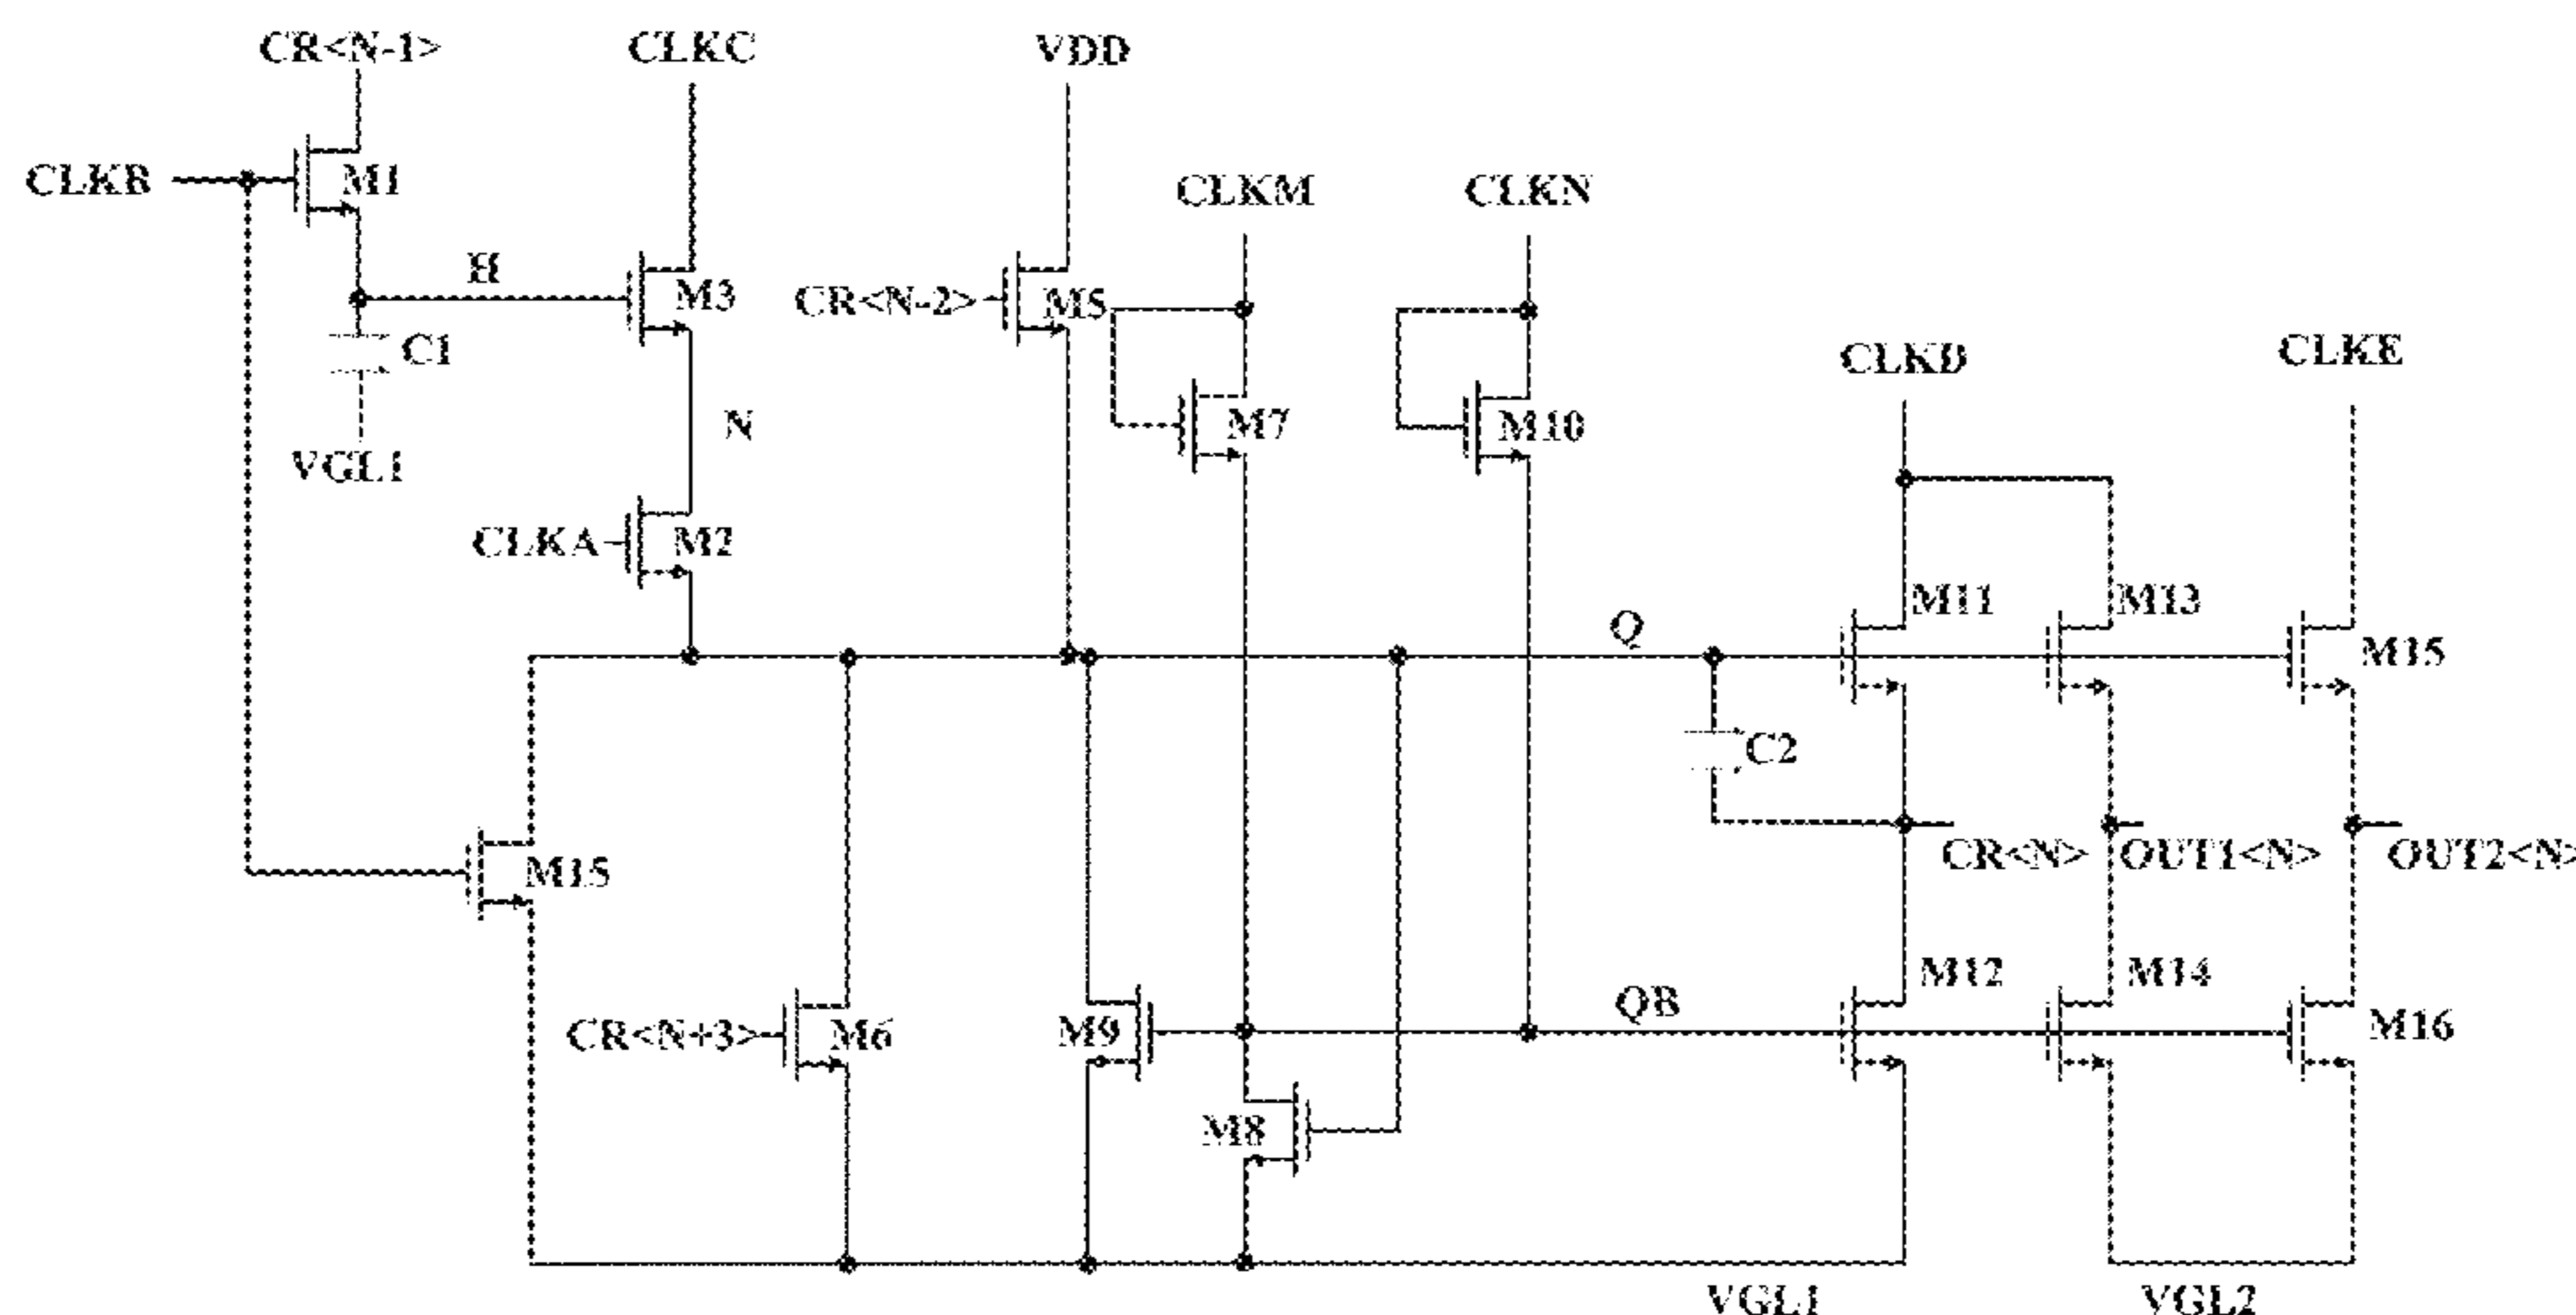 CR<N-1>
CLKC
VDD
CLKB
M1
CLKM
CLKN
H
M3
CR<N-2>
M5
C1
CLKD
CLKE
N
M7
M10
VGL1
CLKA
M2
M11
M13
Q
M15
C2
M15
CR<N>
OUT1<N>
OUT2<N>
M12
M14
QB
CR<N+3>
M6
M9
M16
M8
VGL1
VGL2